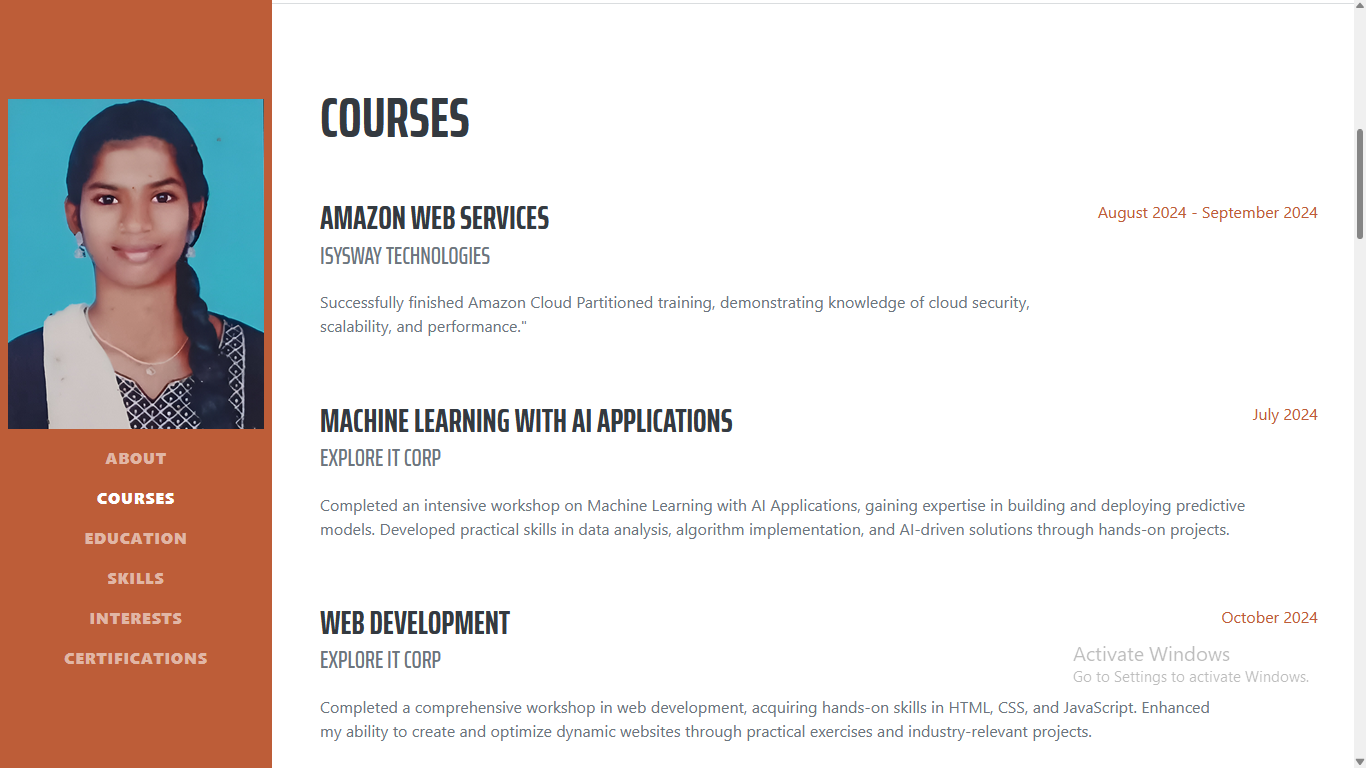 ABOUT
COURSES
EDUCATION
SKILLS
INTERESTS
CERTIFICATIONS
COURSES
AMAZON WEB SERVICES
August 2024 - September 2024
ISYSWAY TECHNOLOGIES
Successfully finished Amazon Cloud Partitioned training, demonstrating knowledge of cloud security,
scalability, and performance."
MACHINE LEARNING WITH AI APPLICATIONS
July 2024
EXPLORE IT CORP
Completed an intensive workshop on Machine Learning with AI Applications, gaining expertise in building and deploying predictive
models. Developed practical skills in data analysis, algorithm implementation, and AI-driven solutions through hands-on projects.
WEB DEVELOPMENT
October 2024
EXPLORE IT CORP
Activate Windows
Go to Settings to activate Windows.
Completed a comprehensive workshop in web development, acquiring hands-on skills in HTML, CSS, and JavaScript. Enhanced
my ability to create and optimize dynamic websites through practical exercises and industry-relevant projects.